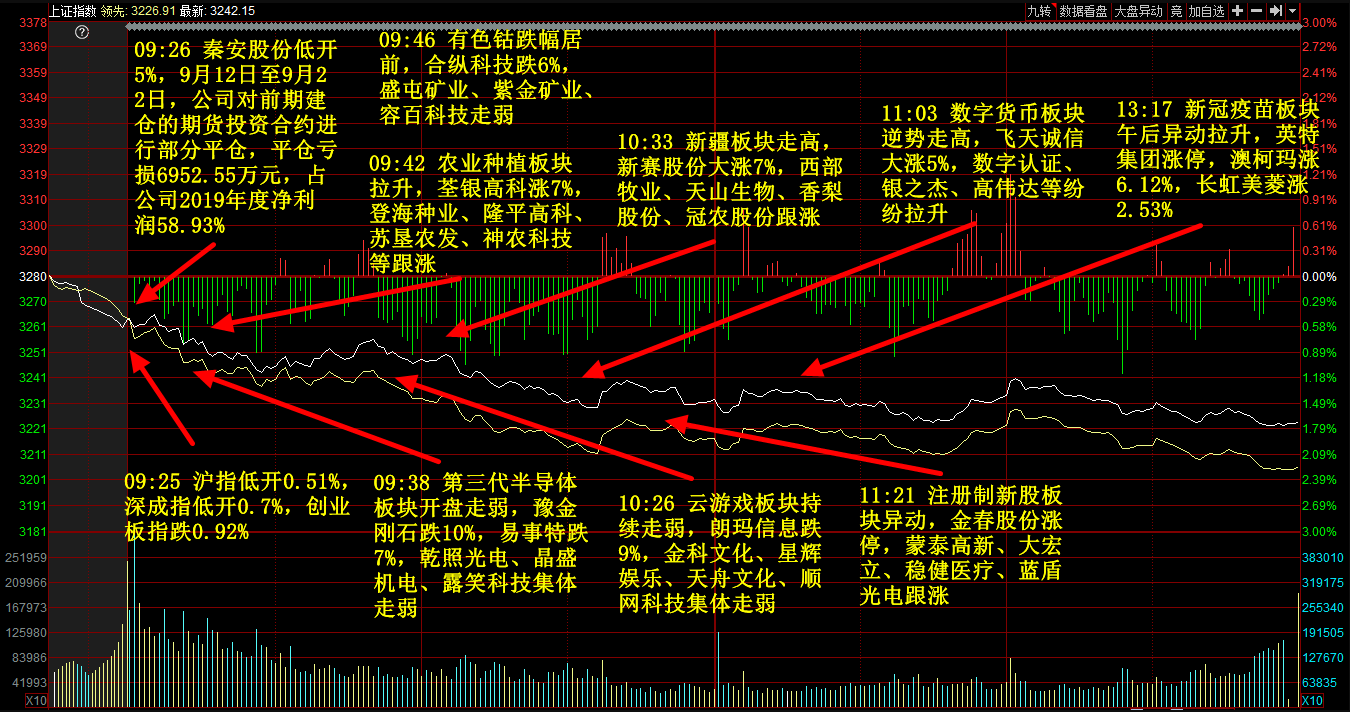 上证指数 领先: 3226.91 最新: 3242.15
九转 数据看盘 大盘异动 竞 加自选
3378
3369
3359
3349
3339
3329
3319
3310
3300
3290
3280
3270
3261
3251
3241
3231
3221
3211
3201
3191
3181
251959
209966
167973
125980
83986
41993
X10
09:26 秦安股份低开
5%，9月12日至9月2
2日，公司对前期建
仓的期货投资合约进
行部分平仓，平仓亏
损6952.55万元，占
公司2019年度净利
润58.93%
09:46 有色钴跌幅居
前，合纵科技跌6%，
盛屯矿业、紫金矿业、
容百科技走弱
09:42 农业种植板块
拉升，荃银高科涨7%，
登海种业、隆平高科、
苏垦农发、神农科技
等跟涨
10:33 新疆板块走高，
新赛股份大涨7%，西部
牧业、天山生物、香梨
股份、冠农股份跟涨
11:03 数字货币板块
逆势走高，飞天诚信
大涨5%，数字认证、
银之杰、高伟达等纷
纷拉升
13:17 新冠疫苗板块
午后异动拉升，英特
集团涨停，澳柯玛涨
6.12%，长虹美菱涨
2.53%
09:25 沪指低开0.51%，
深成指低开0.7%，创业
板指跌0.92%
09:38 第三代半导体
板块开盘走弱，豫金
刚石跌10%，易事特跌
7%，乾照光电、晶盛
机电、露笑科技集体
走弱
10:26 云游戏板块持
续走弱，朗玛信息跌
9%，金科文化、星辉
娱乐、天舟文化、顺
网科技集体走弱
11:21 注册制新股板
块异动，金春股份涨
停，蒙泰高新、大宏
立、稳健医疗、蓝盾
光电跟涨
3.00%
2.72%
2.41%
2.12%
1.81%
1.51%
1.21%
0.91%
0.61%
0.31%
0.00%
0.29%
0.58%
0.89%
1.18%
1.49%
1.79%
2.09%
2.39%
2.69%
3.00%
383010
319175
255340
191505
127670
63835
X10